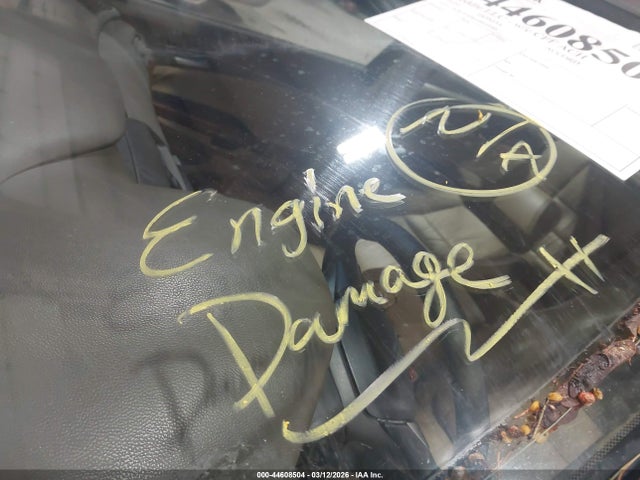 4460850
N/A
Engine
Damage
000-44608504 - 03/12/2026 - IAA Inc.